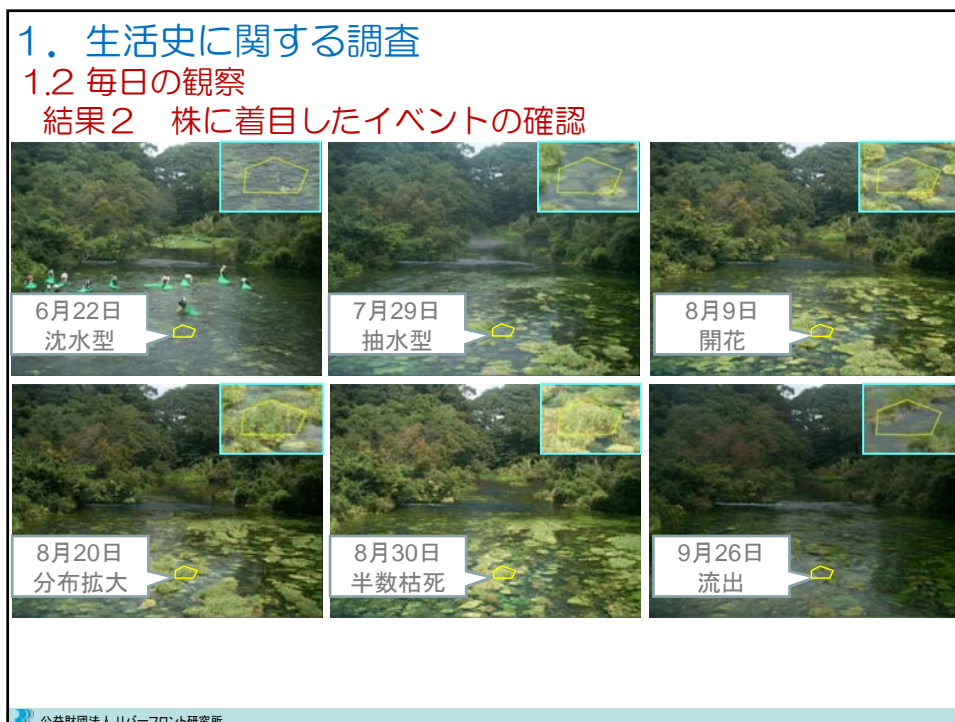 1．生活史に関する調査
1.2 毎日の観察
結果2　株に着目したイベントの確認
6月22日
沈水型
7月29日
抽水型
8月9日
開花
8月20日
分布拡大
8月30日
半数枯死
9月26日
流出
公益財団法人 リバーフロント研究所